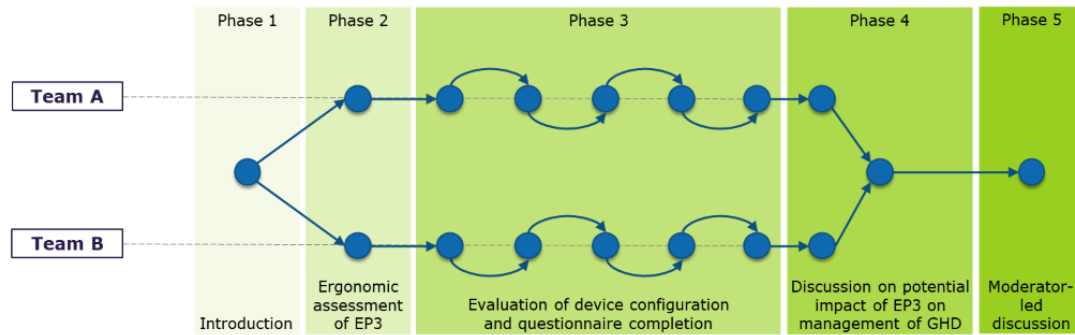 Phase 1
Phase 2
Phase 3
Phase 4
Phase 5
Team A
Team B
Introduction
Ergonomic
assessment
of EP3
Evaluation of device configuration
and questionnaire completion
Discussion on potential
impact of EP3 on
management of GHD
Moderator-
led
discussion